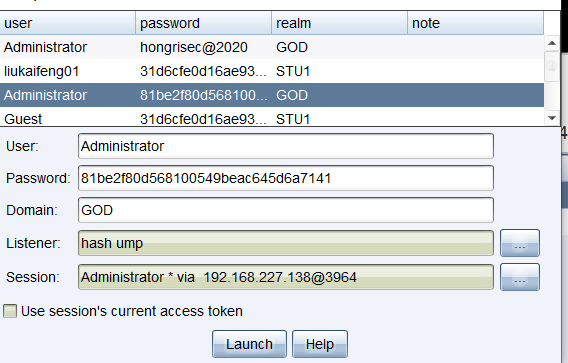 user password realm note
Administrator hongrisec@2020 GOD
liukaifeng01 31d6cfe0d16ae93... STU1
Administrator 81be2f80d568100... GOD
Guest 31d6cfe0d16ae93... STU1
User: Administrator
Password: 81be2f80d568100549beac645d6a7141
Domain: GOD
Listener: hash ump ...
Session: Administrator * via 192.168.227.138@3964 ...
Use session's current access token
Launch Help